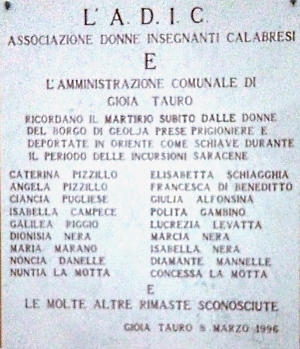 L'A.D.I.C.
ASSOCIAZIONE DONNE INSEGNANTI CALABRESI
E
L'AMMINISTRAZIONE COMUNALE DI
GIOIA TAURO
RICORDANO IL MARTIRIO SUBITO DALLE DONNE
DEL BORGO DI GEOLJA PRESE PRIGIONIERE E
DEPORTATE IN ORIENTE COME SCHIAVE DURANTE
IL PERIODO DELLE INCURSIONI SARACENE
CATERINA PIZZILLO ELISABETTA SCHIAGGHIA
ANGELA PIZZILLO FRANCESCA DI BENEDITTO
CIANCIA PUGLIESE GIULIA ALFONSINA
ISABELLA CAMPECE POLITA GAMBINO
GALILEA RIGGIO LUCREZIA LEVATTA
DIONISIA NERA MARCIA NERA
MARIA MARANO ISABELLA NERA
NONCIA DANELLE DIAMANTE MANNELLE
NUNTIA LA MOTTA CONCESSA LA MOTTA
E
LE MOLTE ALTRE RIMASTE SCONOSCIUTE
GIOIA TAURO 8 MARZO 1996